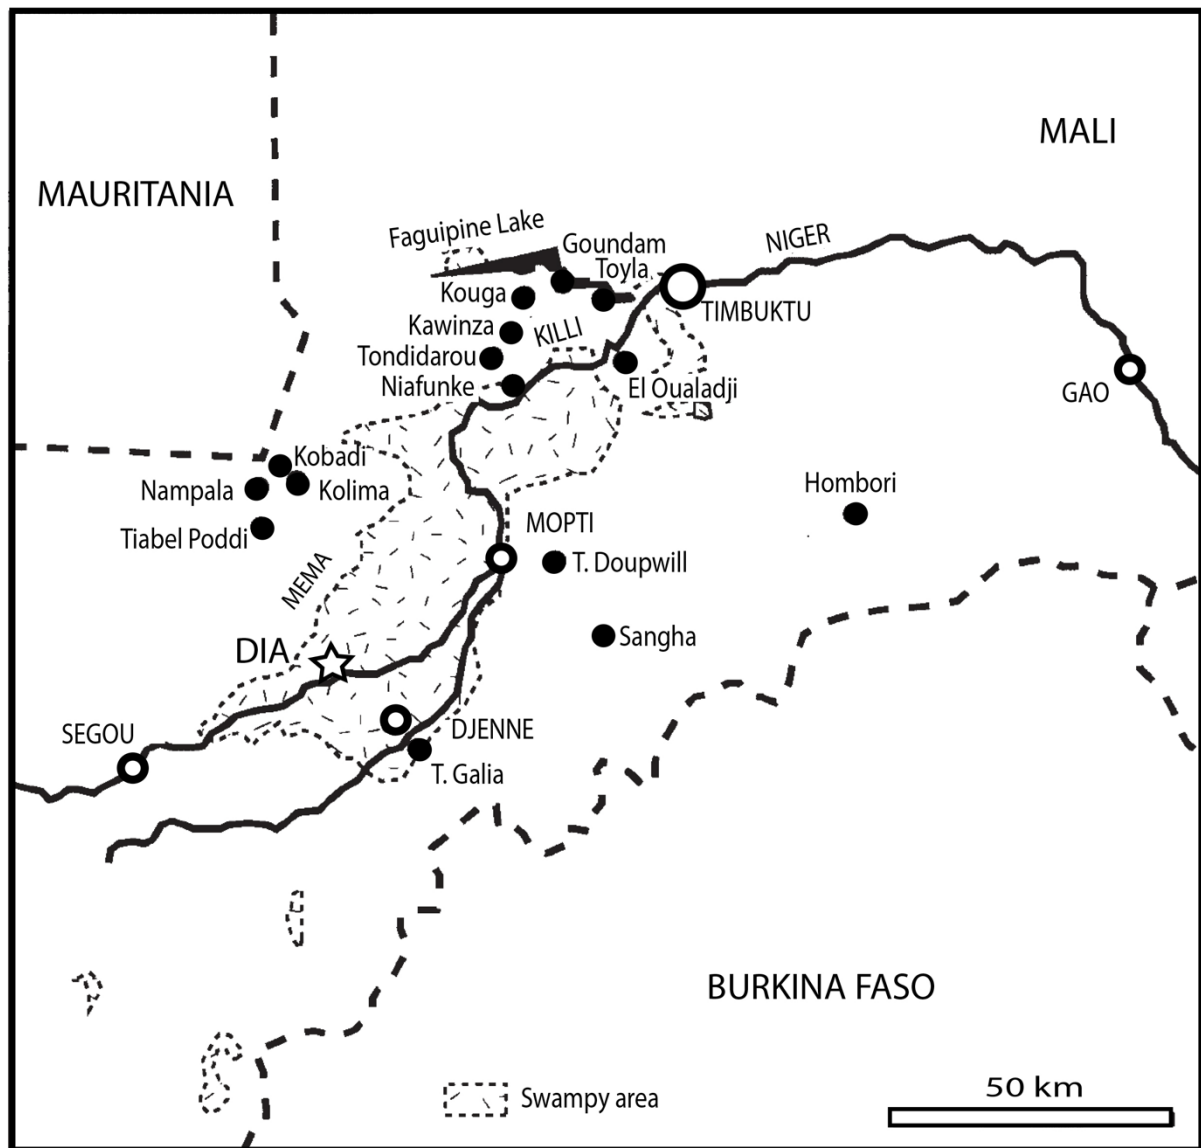 MALI
MAURITANIA
Faguipine Lake
Goundam
NIGER
Toyla
Kouga
TIMBUKTU
Kawinza
KILLI
Tondidarou
Niafunke
El Oualadji
GAO
Kobadi
Nampala
Kolima
Hombori
Tiabel Poddi
MOPTI
T. Doupwill
MEMA
Sangha
DIA
SEGOU
DJENNE
T. Galia
BURKINA FASO
Swampy area
50 km